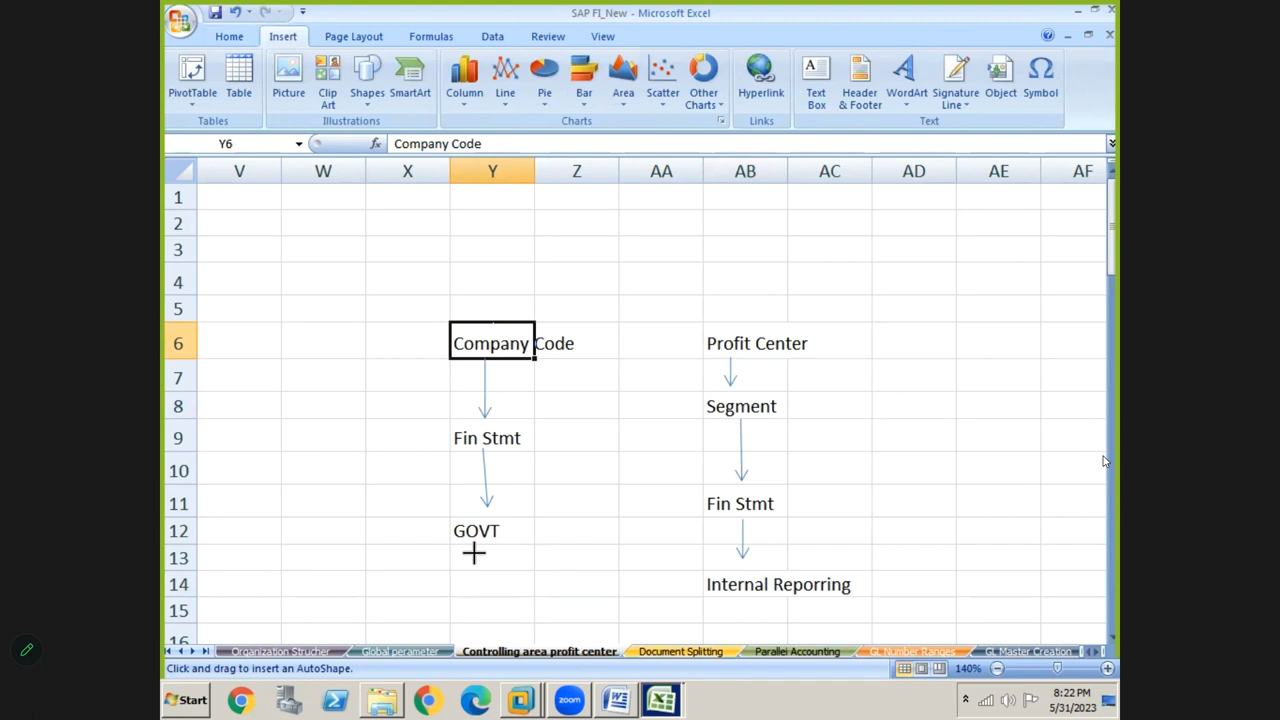 SAP FI_New - Microsoft Excel
Home Insert Page Layout Formulas Data Review View
PivotTable Table Picture Clip Art Shapes SmartArt Column Line Pie Bar Area Scatter Other Charts Hyperlink Text Box Header & Footer WordArt Signature Line Object Symbol
Tables Illustrations Charts Links Text
Y6 fx Company Code
V W X Y Z AA AB AC AD AE AF
1
2
3
4
5
6 Company Code Profit Center
7
8 Segment
9 Fin Stmt
10
11 Fin Stmt
12 GOVT
13
14 Internal Reporring
15
16
Organization Strucher Global perameter Controlling area profit center Document Splitting Parallel Accounting GL Number Ranges GL Master Creation
Click and drag to insert an AutoShape. 140%
Start zoom 8:22 PM
5/31/2023